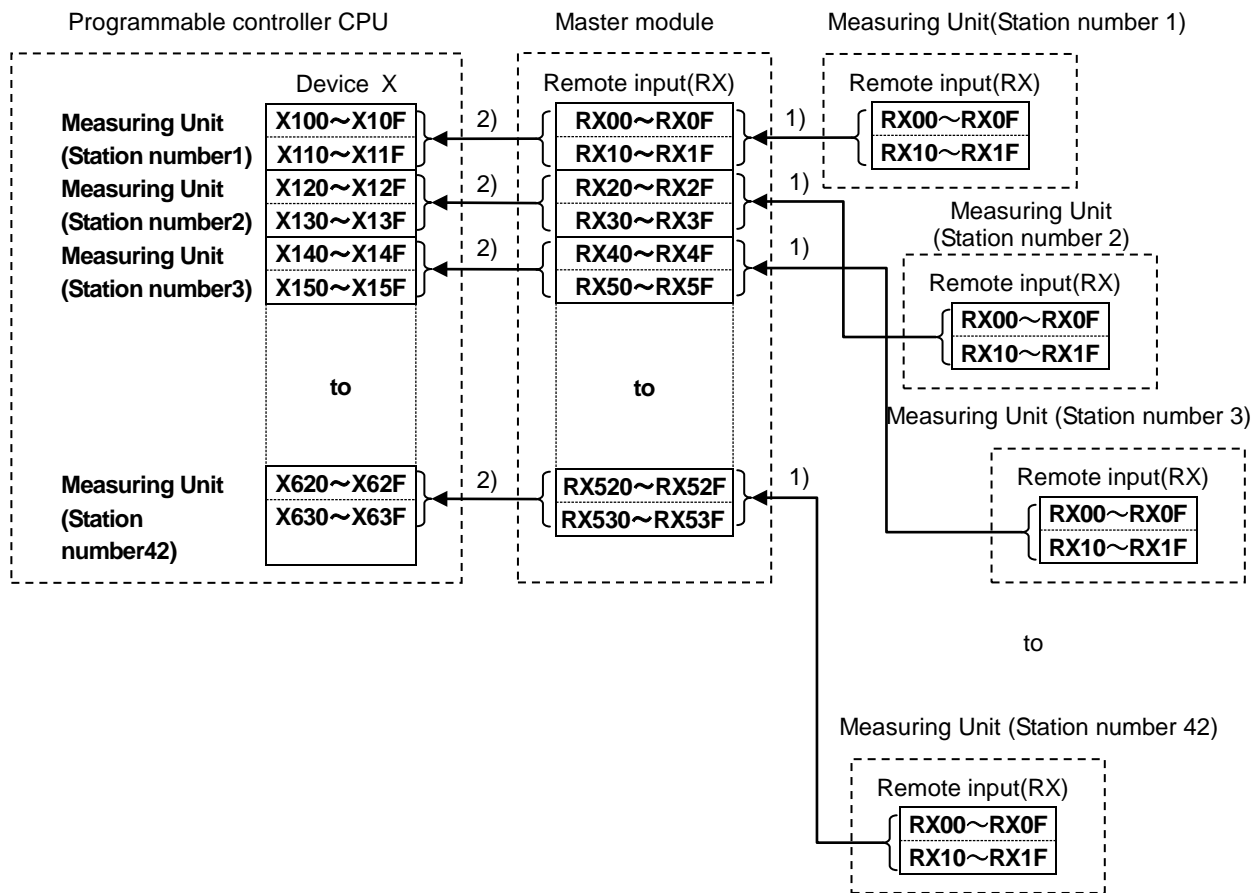 Programmable controller CPU
Master module
Measuring Unit(Station number 1)
Device X
Remote input(RX)
Remote input(RX)
Measuring Unit
(Station number1)
X100～X10F
X110～X11F
2)
RX00～RX0F
RX10～RX1F
1)
RX00～RX0F
RX10～RX1F
Measuring Unit
(Station number2)
X120～X12F
X130～X13F
2)
RX20～RX2F
RX30～RX3F
1)
Measuring Unit
(Station number 2)
Remote input(RX)
RX00～RX0F
RX10～RX1F
Measuring Unit
(Station number3)
X140～X14F
X150～X15F
2)
RX40～RX4F
RX50～RX5F
1)
to
to
Measuring Unit (Station number 3)
Remote input(RX)
RX00～RX0F
RX10～RX1F
Measuring Unit
(Station
number42)
X620～X62F
X630～X63F
2)
RX520～RX52F
RX530～RX53F
1)
to
Measuring Unit (Station number 42)
Remote input(RX)
RX00～RX0F
RX10～RX1F